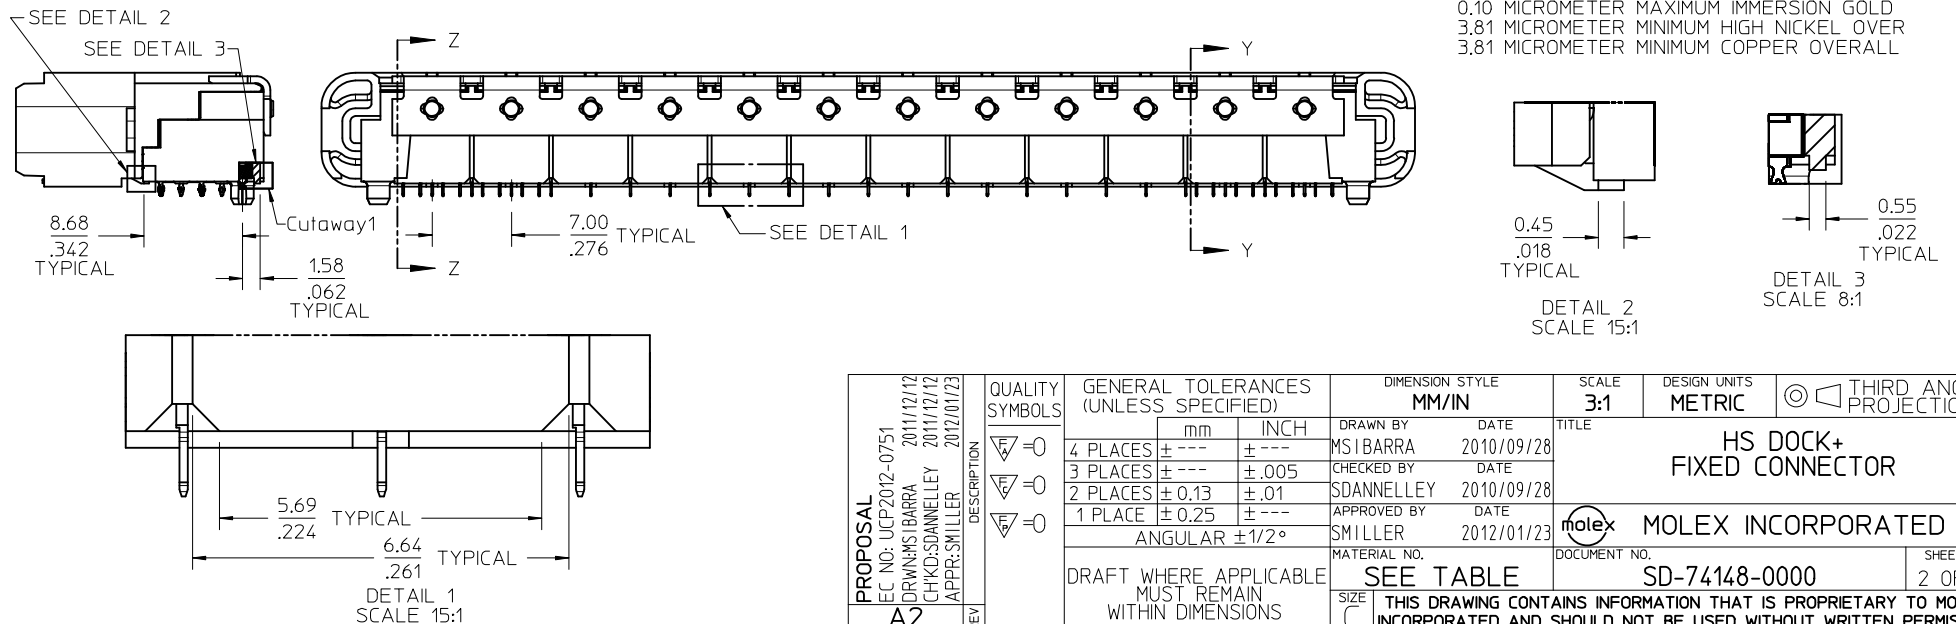 SEE DETAIL 2
SEE DETAIL 3
0.10 MICROMETER MAXIMUM IMMERSION GOLD
3.81 MICROMETER MINIMUM HIGH NICKEL OVER
3.81 MICROMETER MINIMUM COPPER OVERALL
Z
Y
8.68
.342
TYPICAL
Cutaway1
1.58
.062
TYPICAL
7.00
.276
TYPICAL
SEE DETAIL 1
Z
Y
0.45
.018
TYPICAL
DETAIL 2
SCALE 15:1
0.55
.022
TYPICAL
DETAIL 3
SCALE 8:1
5.69
.224
TYPICAL
6.64
.261
TYPICAL
DETAIL 1
SCALE 15:1
PROPOSAL
EC NO: UCP2012-0751
DRWN:MSIBARRA 2011/12/12
CH'KD:SDANNELLEY 2011/12/12
APPR:SMILLER 2012/01/23
A2
DESCRIPTION
REV
QUALITY
SYMBOLS
F A =0
F C =0
F P =0
GENERAL TOLERANCES
(UNLESS SPECIFIED)
mm INCH
4 PLACES ± --- ± ---
3 PLACES ± --- ± .005
2 PLACES ± 0.13 ± .01
1 PLACE ± 0.25 ± ---
ANGULAR ±1/2°
DRAFT WHERE APPLICABLE
MUST REMAIN
WITHIN DIMENSIONS
DIMENSION STYLE
MM/IN
SCALE
3:1
DESIGN UNITS
METRIC
THIRD ANG
PROJECTIO
DRAWN BY DATE
MSIBARRA 2010/09/28
CHECKED BY DATE
SDANNELLEY 2010/09/28
APPROVED BY DATE
SMILLER 2012/01/23
TITLE
HS DOCK+
FIXED CONNECTOR
molex MOLEX INCORPORATED
MATERIAL NO.
SEE TABLE
DOCUMENT NO.
SD-74148-0000
SHEE
2 OF
SIZE
C
THIS DRAWING CONTAINS INFORMATION THAT IS PROPRIETARY TO MO
INCORPORATED AND SHOULD NOT BE USED WITHOUT WRITTEN PERMIS